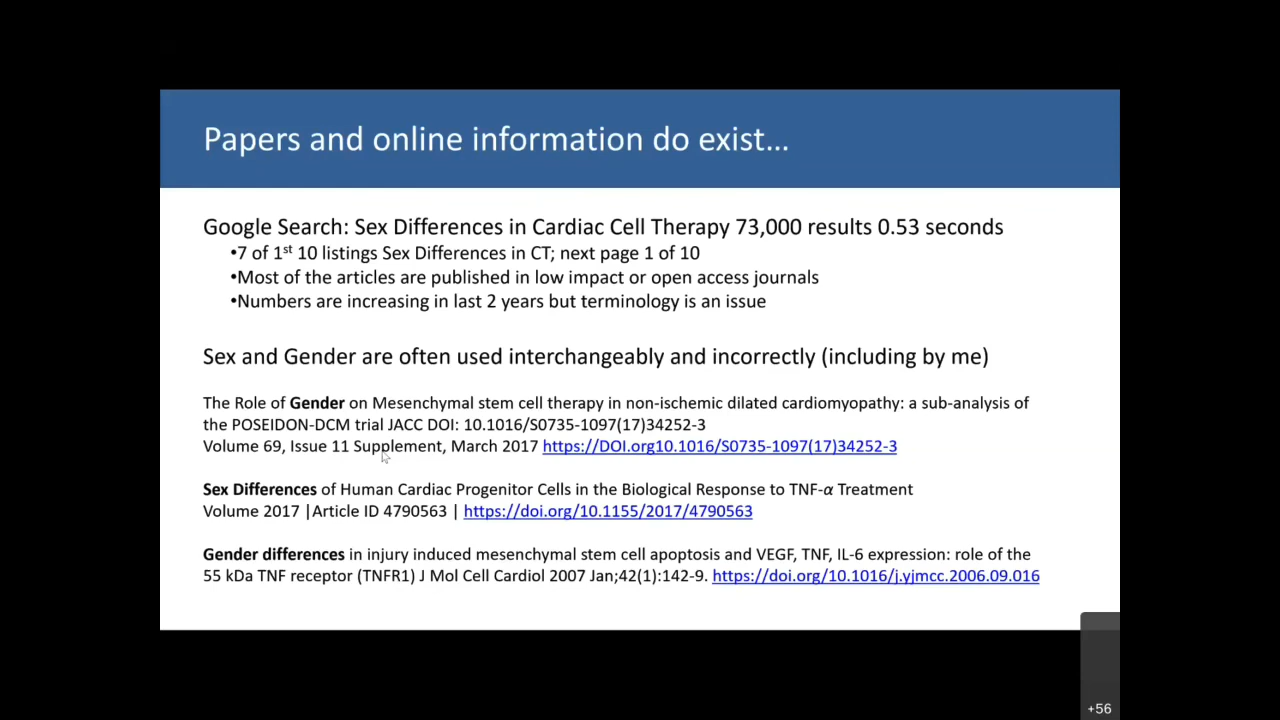 Papers and online information do exist…
Google Search: Sex Differences in Cardiac Cell Therapy 73,000 results 0.53 seconds
•7 of 1st 10 listings Sex Differences in CT; next page 1 of 10
•Most of the articles are published in low impact or open access journals
•Numbers are increasing in last 2 years but terminology is an issue
Sex and Gender are often used interchangeably and incorrectly (including by me)
The Role of Gender on Mesenchymal stem cell therapy in non-ischemic dilated cardiomyopathy: a sub-analysis of
the POSEIDON-DCM trial JACC DOI: 10.1016/S0735-1097(17)34252-3
Volume 69, Issue 11 Supplement, March 2017 https://DOI.org10.1016/S0735-1097(17)34252-3
Sex Differences of Human Cardiac Progenitor Cells in the Biological Response to TNF-α Treatment
Volume 2017 |Article ID 4790563 | https://doi.org/10.1155/2017/4790563
Gender differences in injury induced mesenchymal stem cell apoptosis and VEGF, TNF, IL-6 expression: role of the
55 kDa TNF receptor (TNFR1) J Mol Cell Cardiol 2007 Jan;42(1):142-9. https://doi.org/10.1016/j.yjmcc.2006.09.016
+56